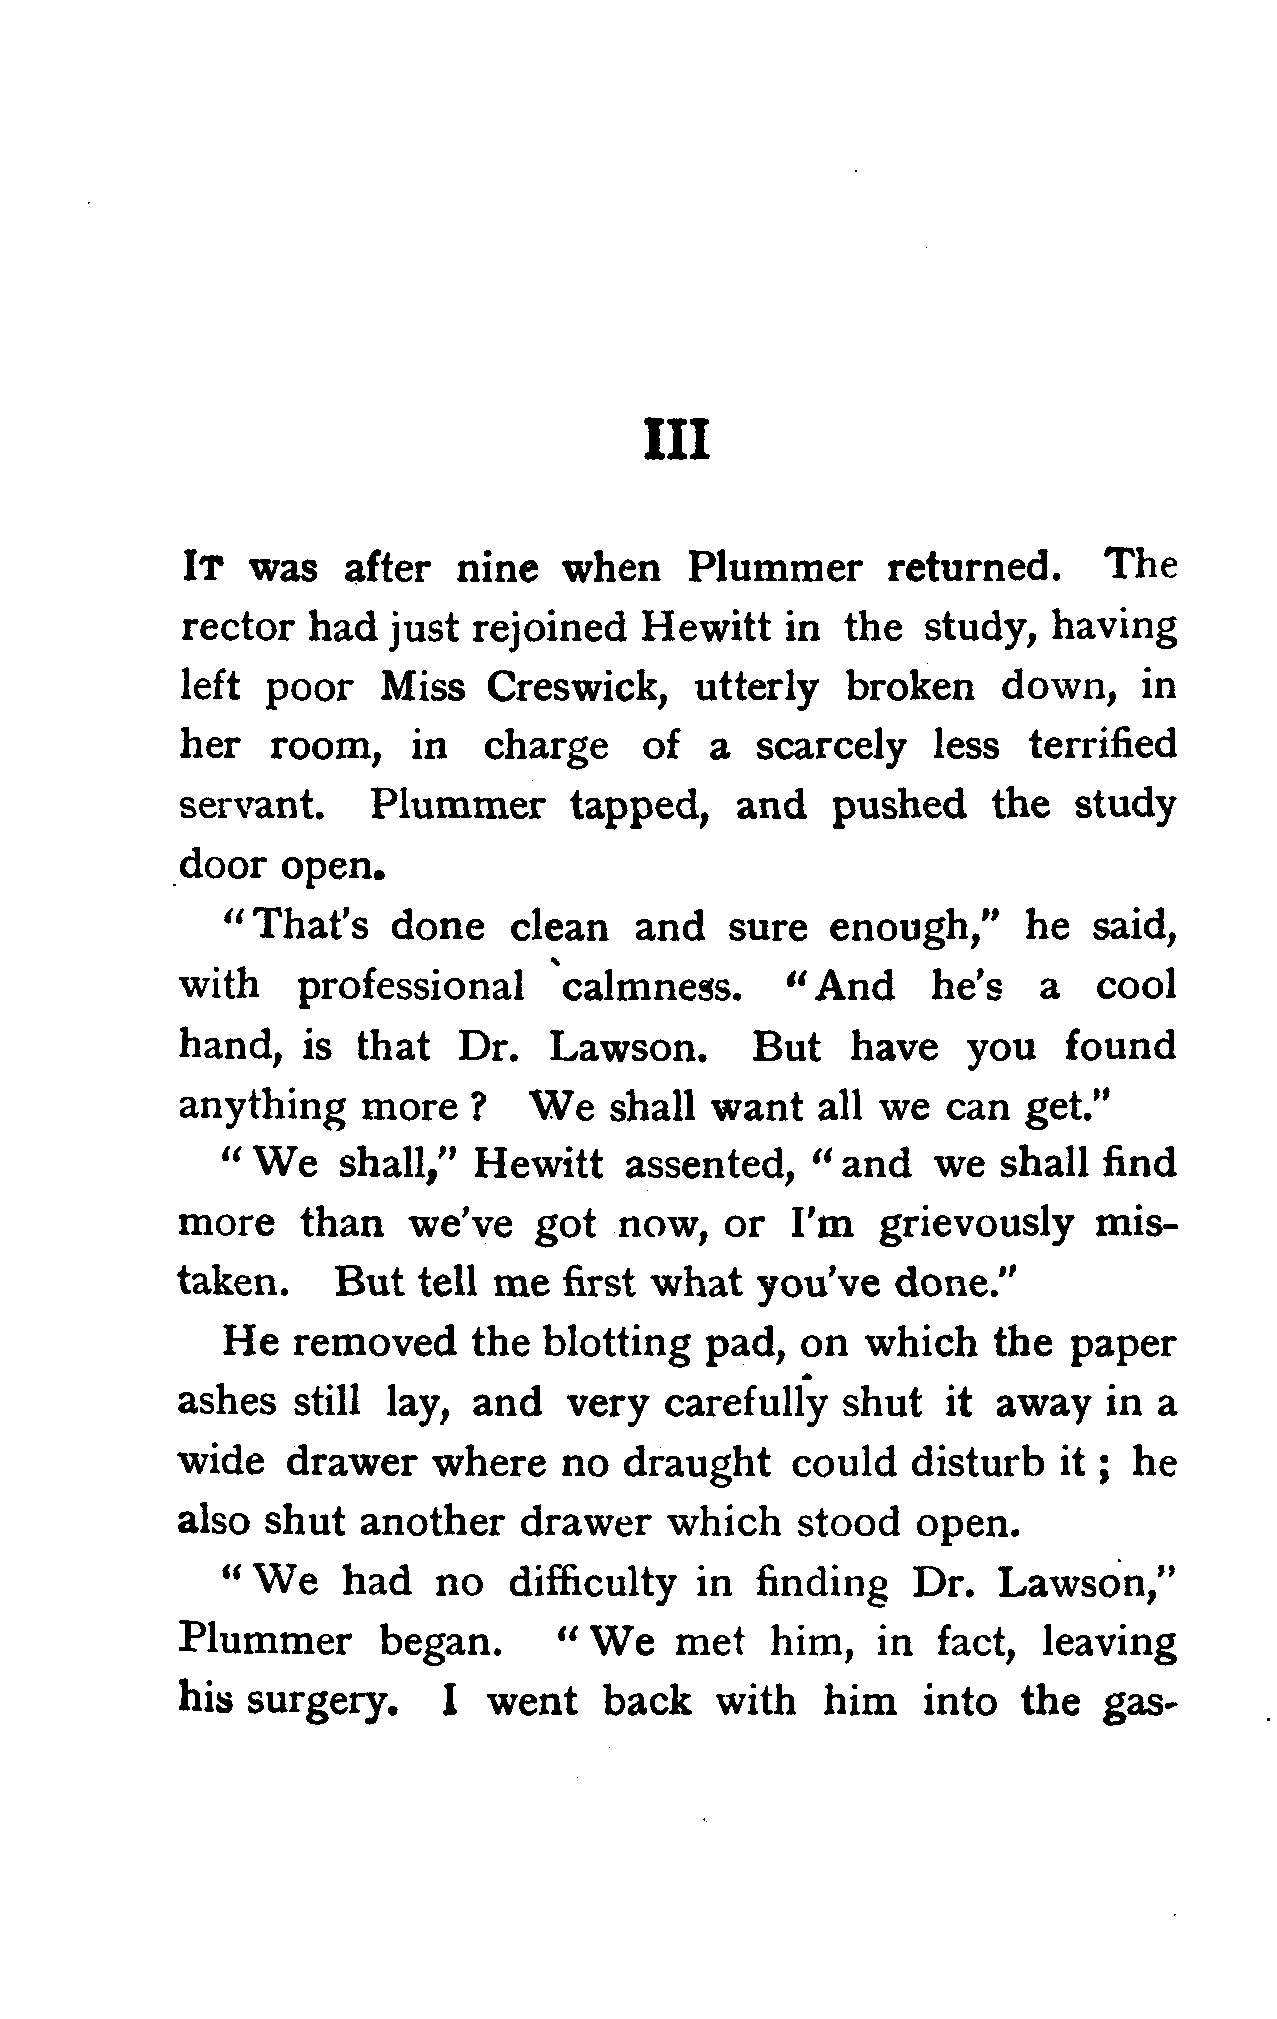 III
IT was after nine when Plummer returned. The
rector had just rejoined Hewitt in the study, having
left poor Miss Creswick, utterly broken down, in
her room, in charge of a scarcely less terrified
servant. Plummer tapped, and pushed the study
door open.
"That's done clean and sure enough," he said,
with professional calmness. "And he's a cool
hand, is that Dr. Lawson. But have you found
anything more ? We shall want all we can get."
"We shall," Hewitt assented, "and we shall find
more than we've got now, or I'm grievously mis-
taken. But tell me first what you've done."
He removed the blotting pad, on which the paper
ashes still lay, and very carefully shut it away in a
wide drawer where no draught could disturb it ; he
also shut another drawer which stood open.
"We had no difficulty in finding Dr. Lawson,"
Plummer began. "We met him, in fact, leaving
his surgery. I went back with him into the gas-